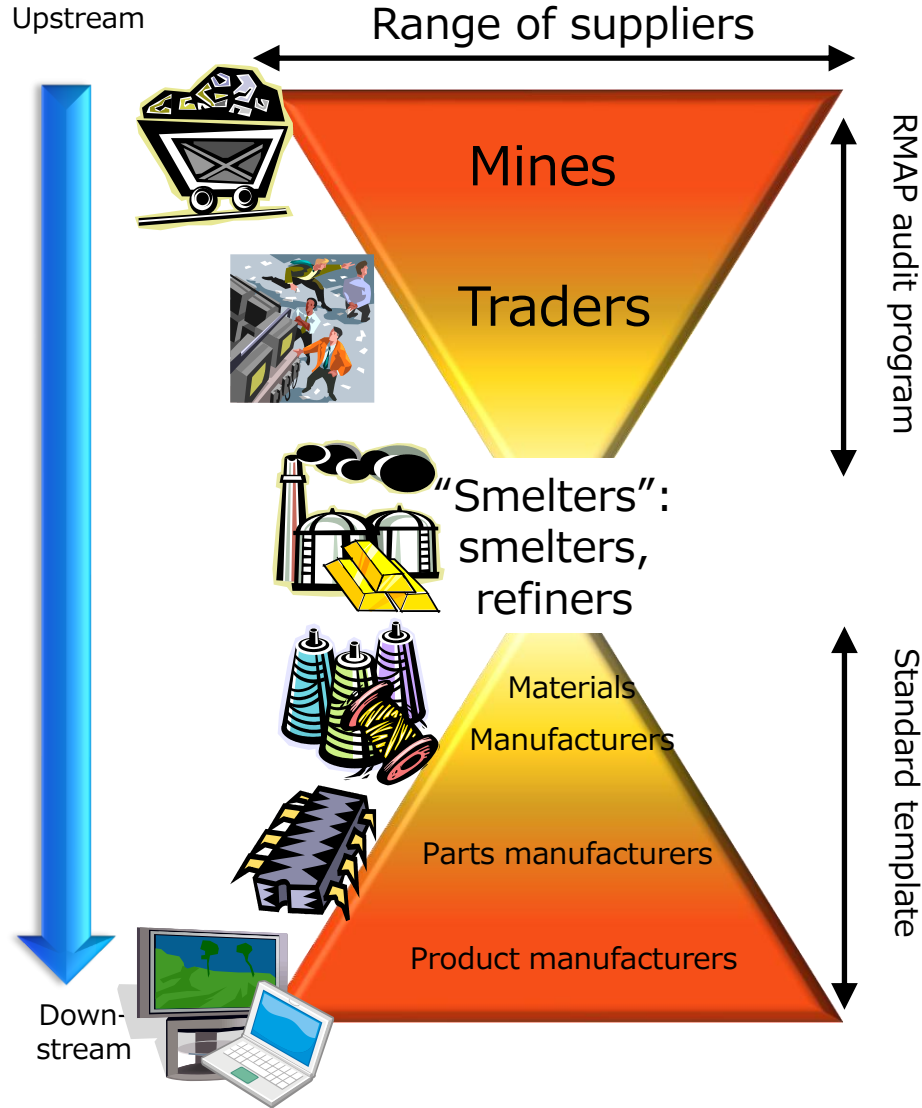 Upstream
Range of suppliers
Mines
Traders
RMAP audit program
“Smelters”:
smelters,
refiners
Materials
Manufacturers
Parts manufacturers
Product manufacturers
Standard template
Down-
stream